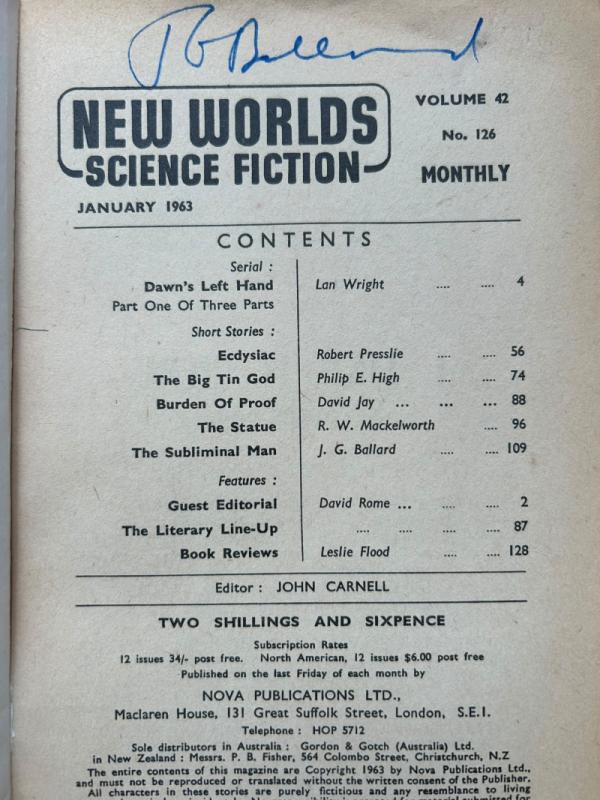 J G Ballard
NEW WORLDS
SCIENCE FICTION
VOLUME 42
No. 126
MONTHLY
JANUARY 1963
CONTENTS
Serial :
Dawn's Left Hand Lan Wright .... .... 4
Part One Of Three Parts
Short Stories :
Ecdysiac Robert Presslie .... .... 56
The Big Tin God Philip E. High .... .... 74
Burden Of Proof David Jay ... ... ... 88
The Statue R. W. Mackelworth .... 96
The Subliminal Man J. G. Ballard .... .... 109
Features :
Guest Editorial David Rome ... .... .... 2
The Literary Line-Up .... .... .... .... 87
Book Reviews Leslie Flood .... .... 128
Editor : JOHN CARNELL
TWO SHILLINGS AND SIXPENCE
Subscription Rates
12 issues 34/- post free. North American, 12 issues $6.00 post free
Published on the last Friday of each month by
NOVA PUBLICATIONS LTD.,
Maclaren House, 131 Great Suffolk Street, London, S.E.1.
Telephone : HOP 5712
Sole distributors in Australia : Gordon & Gotch (Australia) Ltd.
in New Zealand : Messrs. P. B. Fisher, 564 Colombo Street, Christchurch, N.Z
The entire contents of this magazine are Copyright 1963 by Nova Publications Ltd.,
and must not be reproduced or translated without the written consent of the Publisher.
All characters in these stories are purely fictitious and any resemblance to living